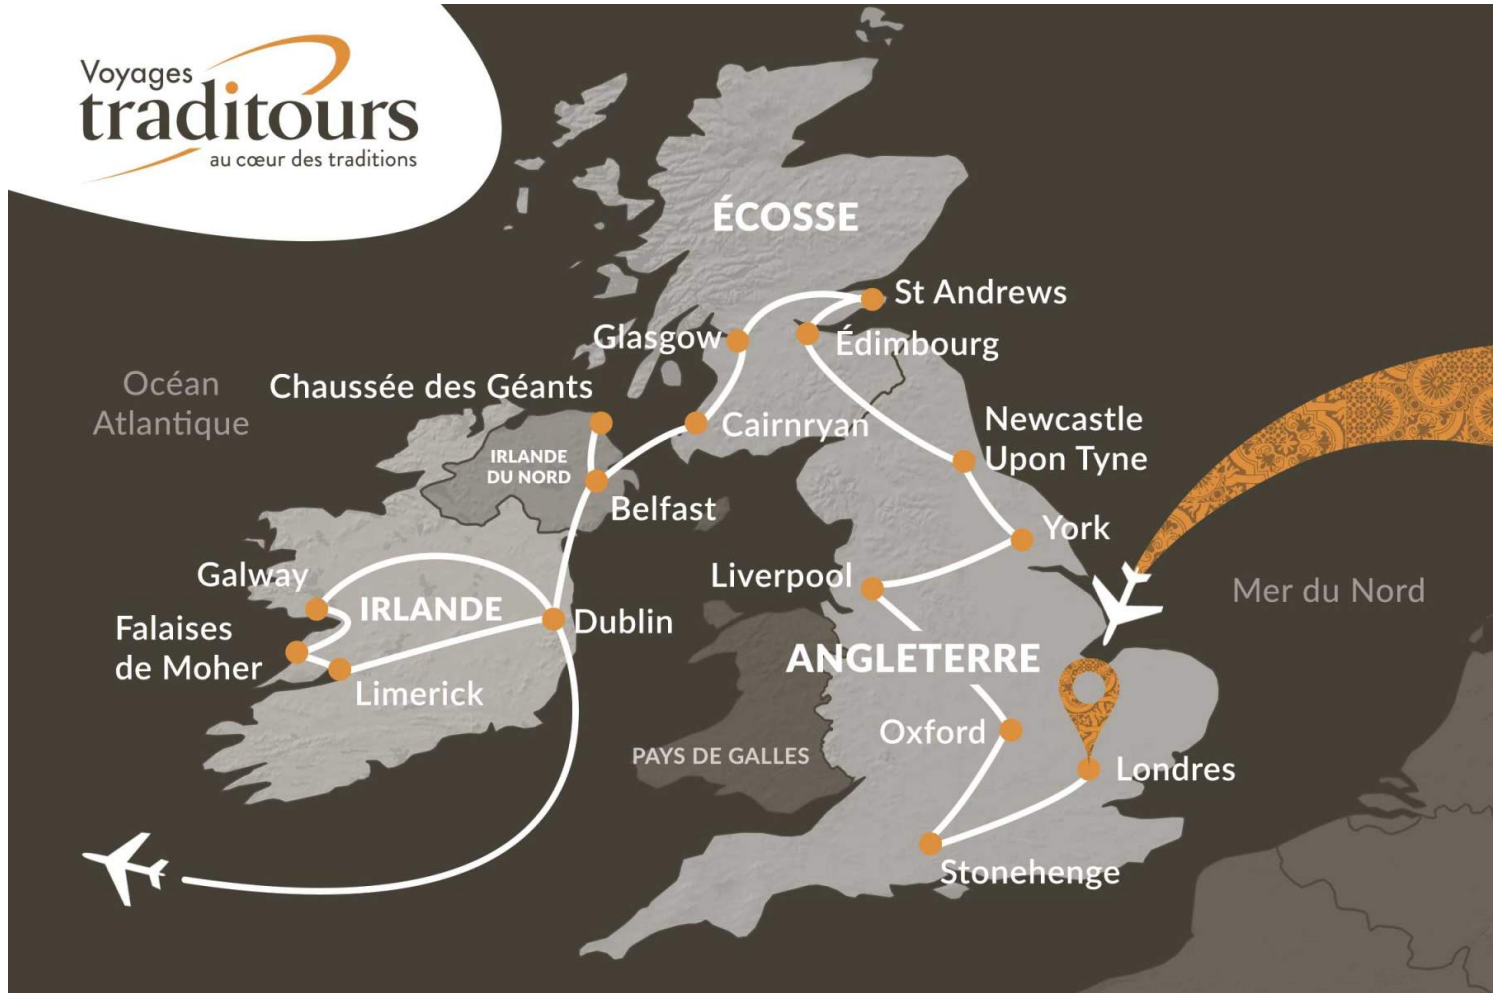 Voyages
traditours
au cœur des traditions
ÉCOSSE
St Andrews
Glasgow
Édimbourg
Océan
Atlantique
Chaussée des Géants
Cairnryan
Newcastle
Upon Tyne
IRLANDE
DU NORD
Belfast
York
Galway
Liverpool
Mer du Nord
IRLANDE
Dublin
Falaises
de Moher
ANGLETERRE
Limerick
Oxford
PAYS DE GALLES
Londres
Stonehenge